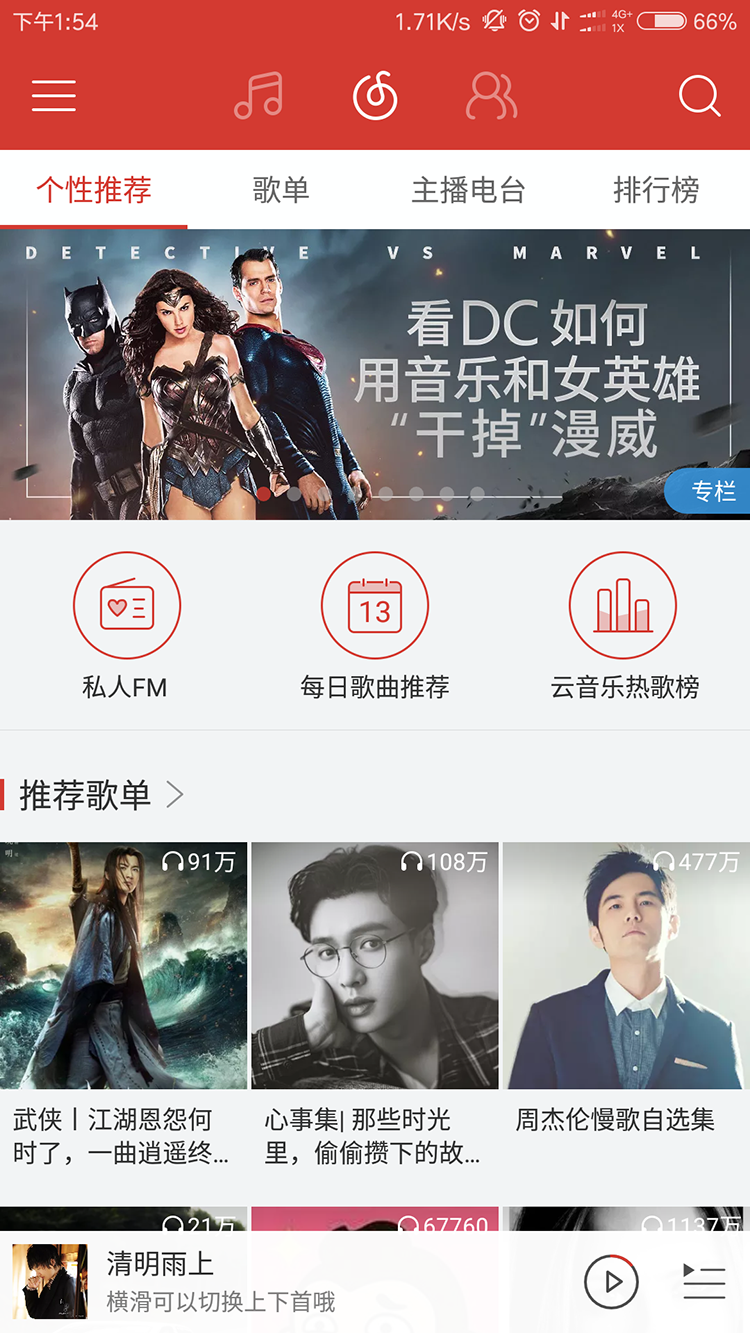 下午1:54
1.71K/s
4G+
1X
66%
个性推荐
歌单
主播电台
排行榜
DETECTIVE VS MARVEL
看DC如何
用音乐和女英雄
“干掉”漫威
专栏
13
私人FM
每日歌曲推荐
云音乐热歌榜
推荐歌单
91万
108万
477万
武侠丨江湖恩怨何
时了，一曲逍遥终...
心事集| 那些时光
里，偷偷攒下的故...
周杰伦慢歌自选集
21万
67760
1137万
清明雨上
横滑可以切换上下首哦